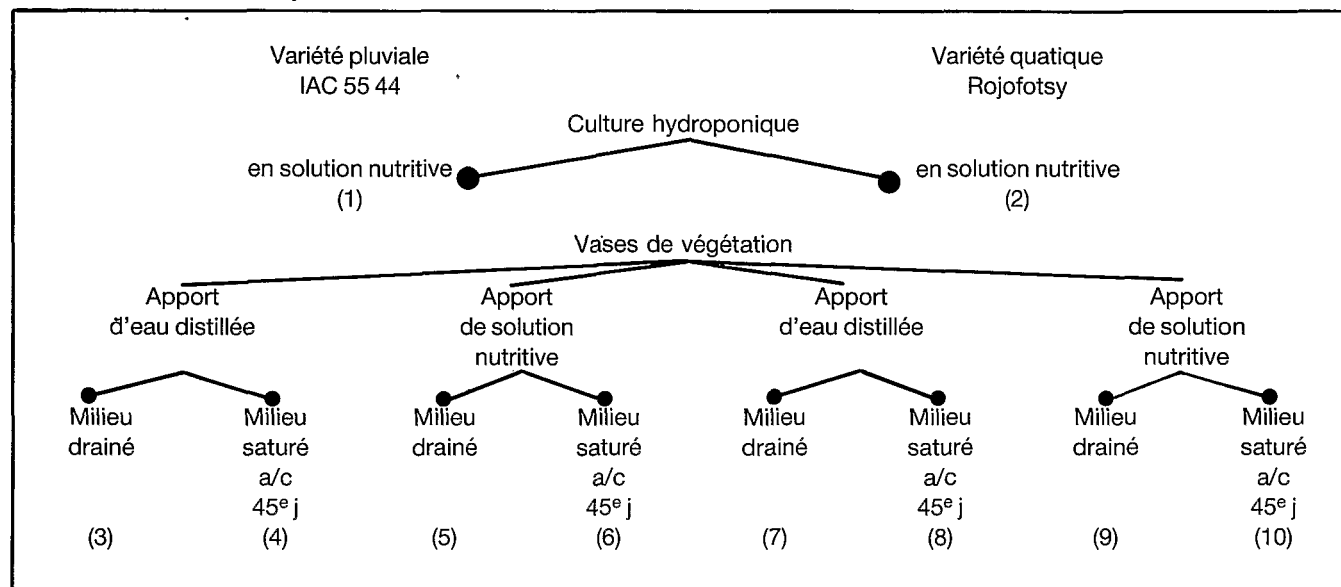 Variété pluviale
IAC 55 44
Variété quatique
Rojofotsy
Culture hydroponique
en solution nutritive
(1)
en solution nutritive
(2)
Vases de végétation
Apport
d'eau distillée
Apport
de solution
nutritive
Apport
d'eau distillée
Apport
de solution
nutritive
Milieu
drainé
(3)
Milieu
saturé
a/c
45e j
(4)
Milieu
drainé
(5)
Milieu
saturé
a/c
45e j
(6)
Milieu
drainé
(7)
Milieu
saturé
a/c
45e j
(8)
Milieu
drainé
(9)
Milieu
saturé
a/c
45e j
(10)